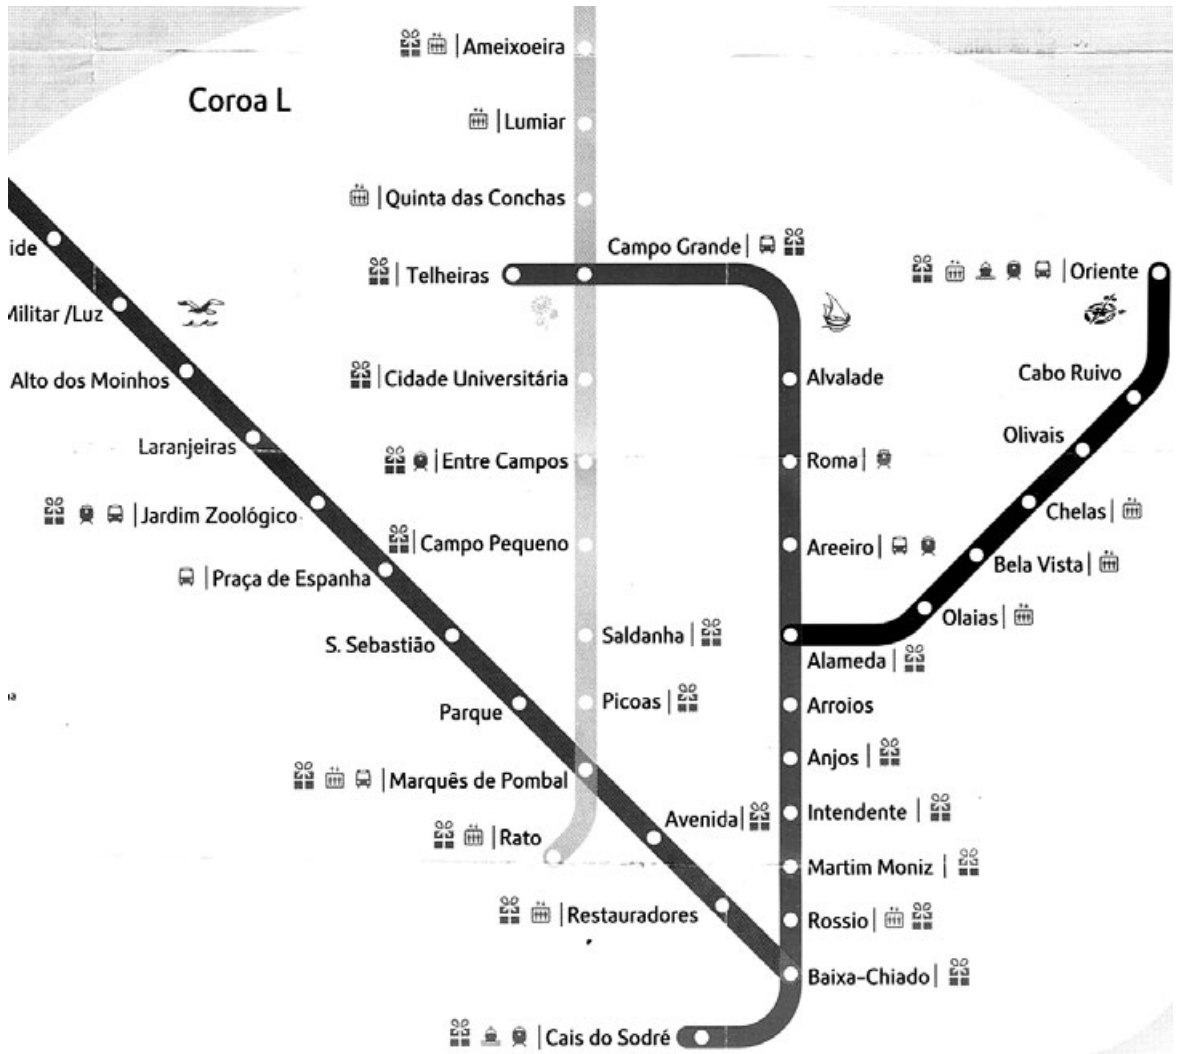 Ameixoeira
Coroa L
Lumiar
Quinta das Conchas
Campo Grande
ide
Telheiras
Oriente
Militar /Luz
Alto dos Moinhos
Cidade Universitária
Alvalade
Cabo Ruivo
Laranjeiras
Entre Campos
Roma
Olivais
Jardim Zoológico
Campo Pequeno
Areeiro
Chelas
Praça de Espanha
Bela Vista
S. Sebastião
Saldanha
Olaias
Alameda
Parque
Picoas
Arroios
Marquês de Pombal
Anjos
Avenida
Intendente
Rato
Martim Moniz
Restauradores
Rossio
Baixa-Chiado
Cais do Sodré